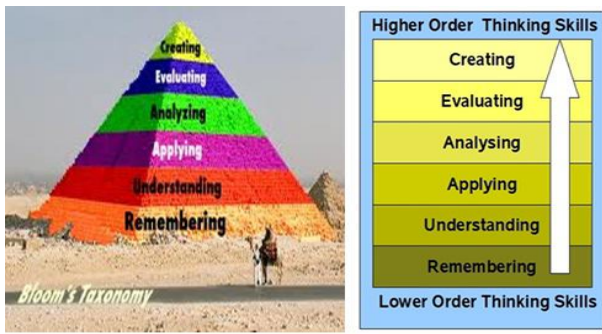 Creating
Evaluating
Analyzing
Applying
Understanding
Remembering
Bloom's Taxonomy
Higher Order Thinking Skills
Creating
Evaluating
Analysing
Applying
Understanding
Remembering
Lower Order Thinking Skills